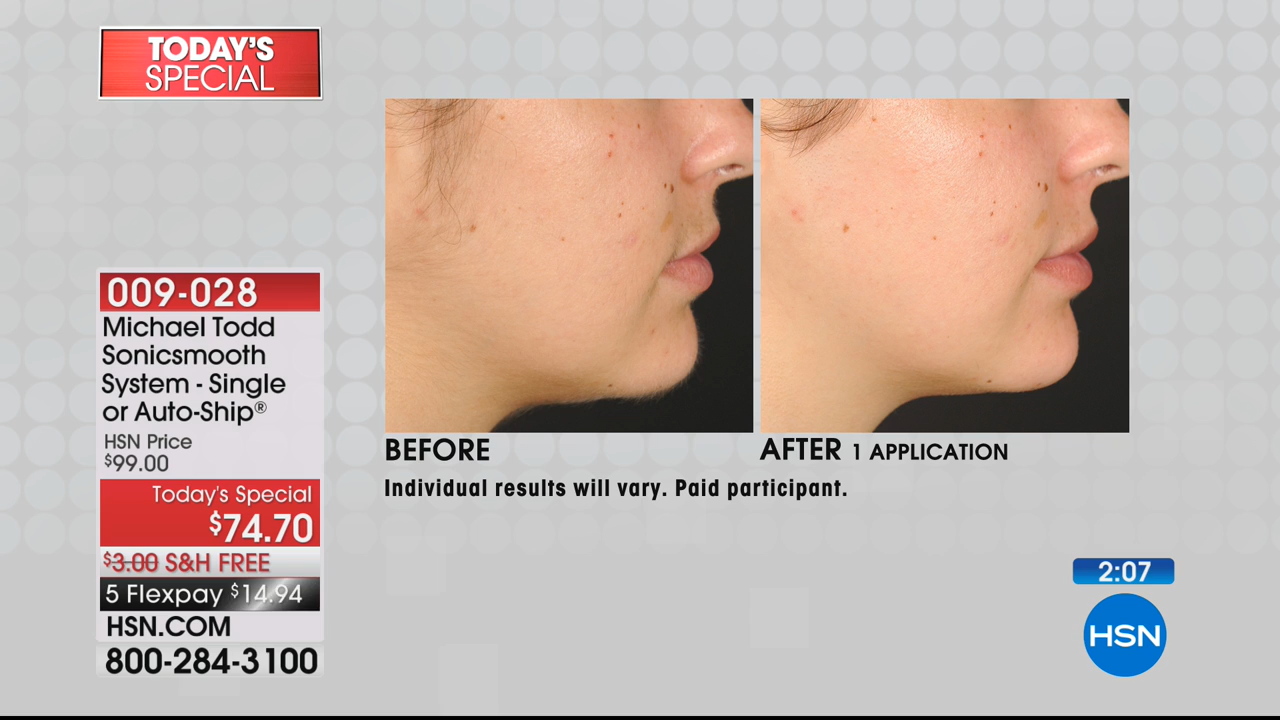 TODAY'S
SPECIAL
009-028
Michael Todd
Sonicsmooth
System - Single
or Auto-Ship®
HSN Price
$99.00
Today's Special
$74.70
$3.00 S&H FREE
5 Flexpay $14.94
HSN.COM
800-284-3100
BEFORE
AFTER 1 APPLICATION
Individual results will vary. Paid participant.
2:07
HSN